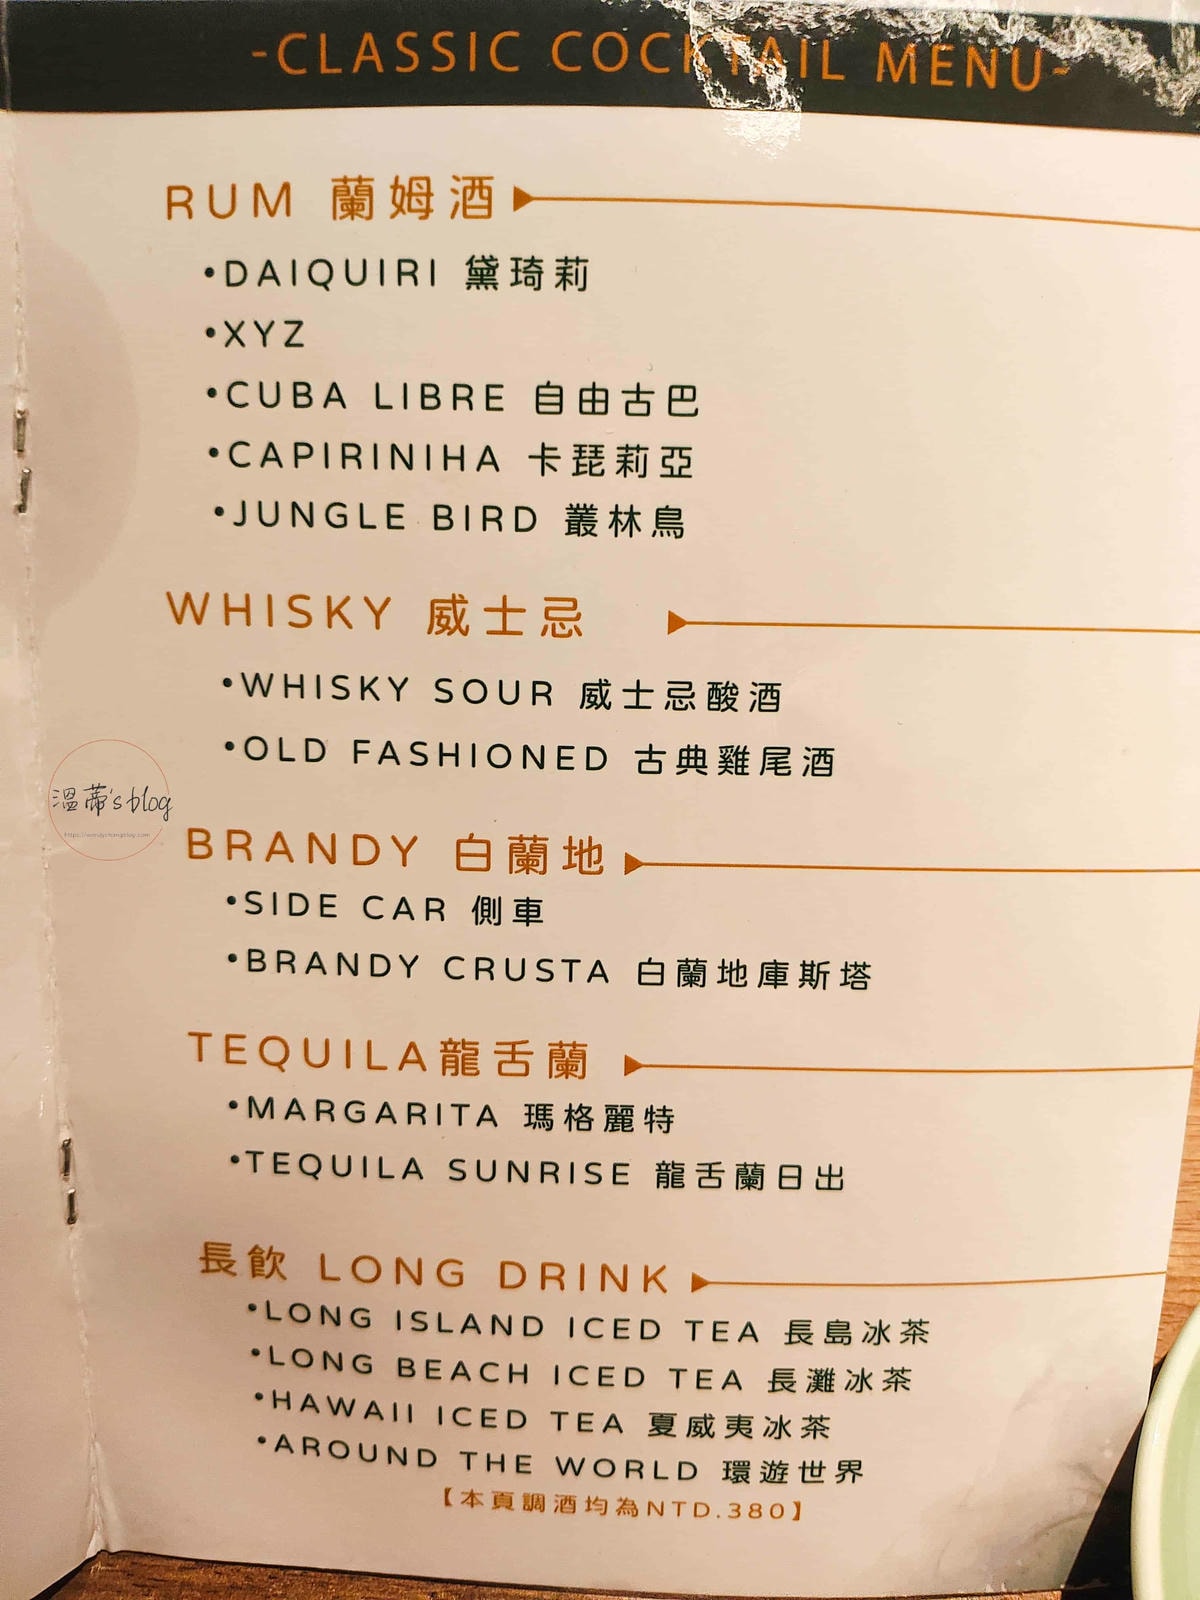 -CLASSIC COCKTAIL MENU-
RUM 蘭姆酒
•DAIQUIRI 黛琦莉
•XYZ
•CUBA LIBRE 自由古巴
•CAPIRINIHA 卡琵莉亞
•JUNGLE BIRD 叢林鳥
WHISKY 威士忌
•WHISKY SOUR 威士忌酸酒
•OLD FASHIONED 古典雞尾酒
溫蒂's blog
https://wendychangblog.com
BRANDY 白蘭地
•SIDE CAR 側車
•BRANDY CRUSTA 白蘭地庫斯塔
TEQUILA龍舌蘭
•MARGARITA 瑪格麗特
•TEQUILA SUNRISE 龍舌蘭日出
長飲 LONG DRINK
•LONG ISLAND ICED TEA 長島冰茶
•LONG BEACH ICED TEA 長灘冰茶
•HAWAII ICED TEA 夏威夷冰茶
•AROUND THE WORLD 環遊世界
【本頁調酒均為NTD.380】